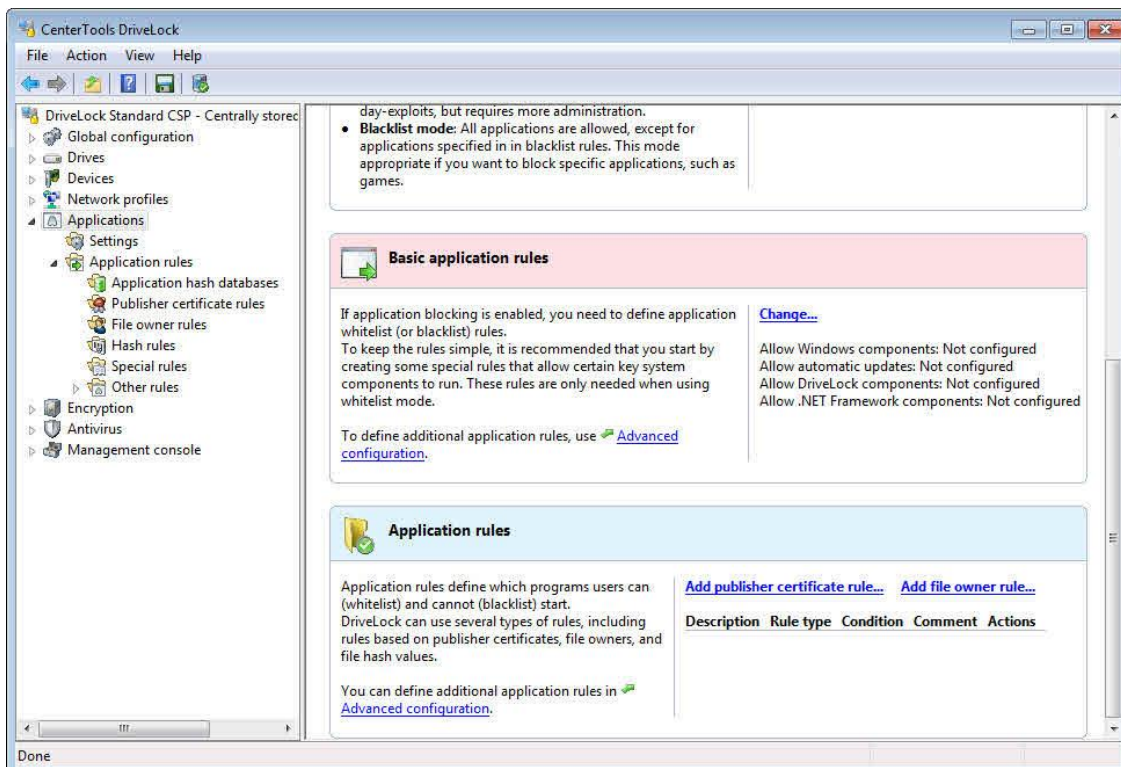 CenterTools DriveLock
File Action View Help
DriveLock Standard CSP - Centrally stored
Global configuration
Drives
Devices
Network profiles
Applications
Settings
Application rules
Application hash databases
Publisher certificate rules
File owner rules
Hash rules
Special rules
Other rules
Encryption
Antivirus
Management console
day-exploits, but requires more administration.
• Blacklist mode: All applications are allowed, except for
applications specified in in blacklist rules. This mode
appropriate if you want to block specific applications, such as
games.
Basic application rules
If application blocking is enabled, you need to define application
whitelist (or blacklist) rules.
To keep the rules simple, it is recommended that you start by
creating some special rules that allow certain key system
components to run. These rules are only needed when using
whitelist mode.
To define additional application rules, use Advanced
configuration.
Change...
Allow Windows components: Not configured
Allow automatic updates: Not configured
Allow DriveLock components: Not configured
Allow .NET Framework components: Not configured
Application rules
Application rules define which programs users can
(whitelist) and cannot (blacklist) start.
DriveLock can use several types of rules, including
rules based on publisher certificates, file owners, and
file hash values.
You can define additional application rules in
Advanced configuration.
Add publisher certificate rule... Add file owner rule...
Description Rule type Condition Comment Actions
Done